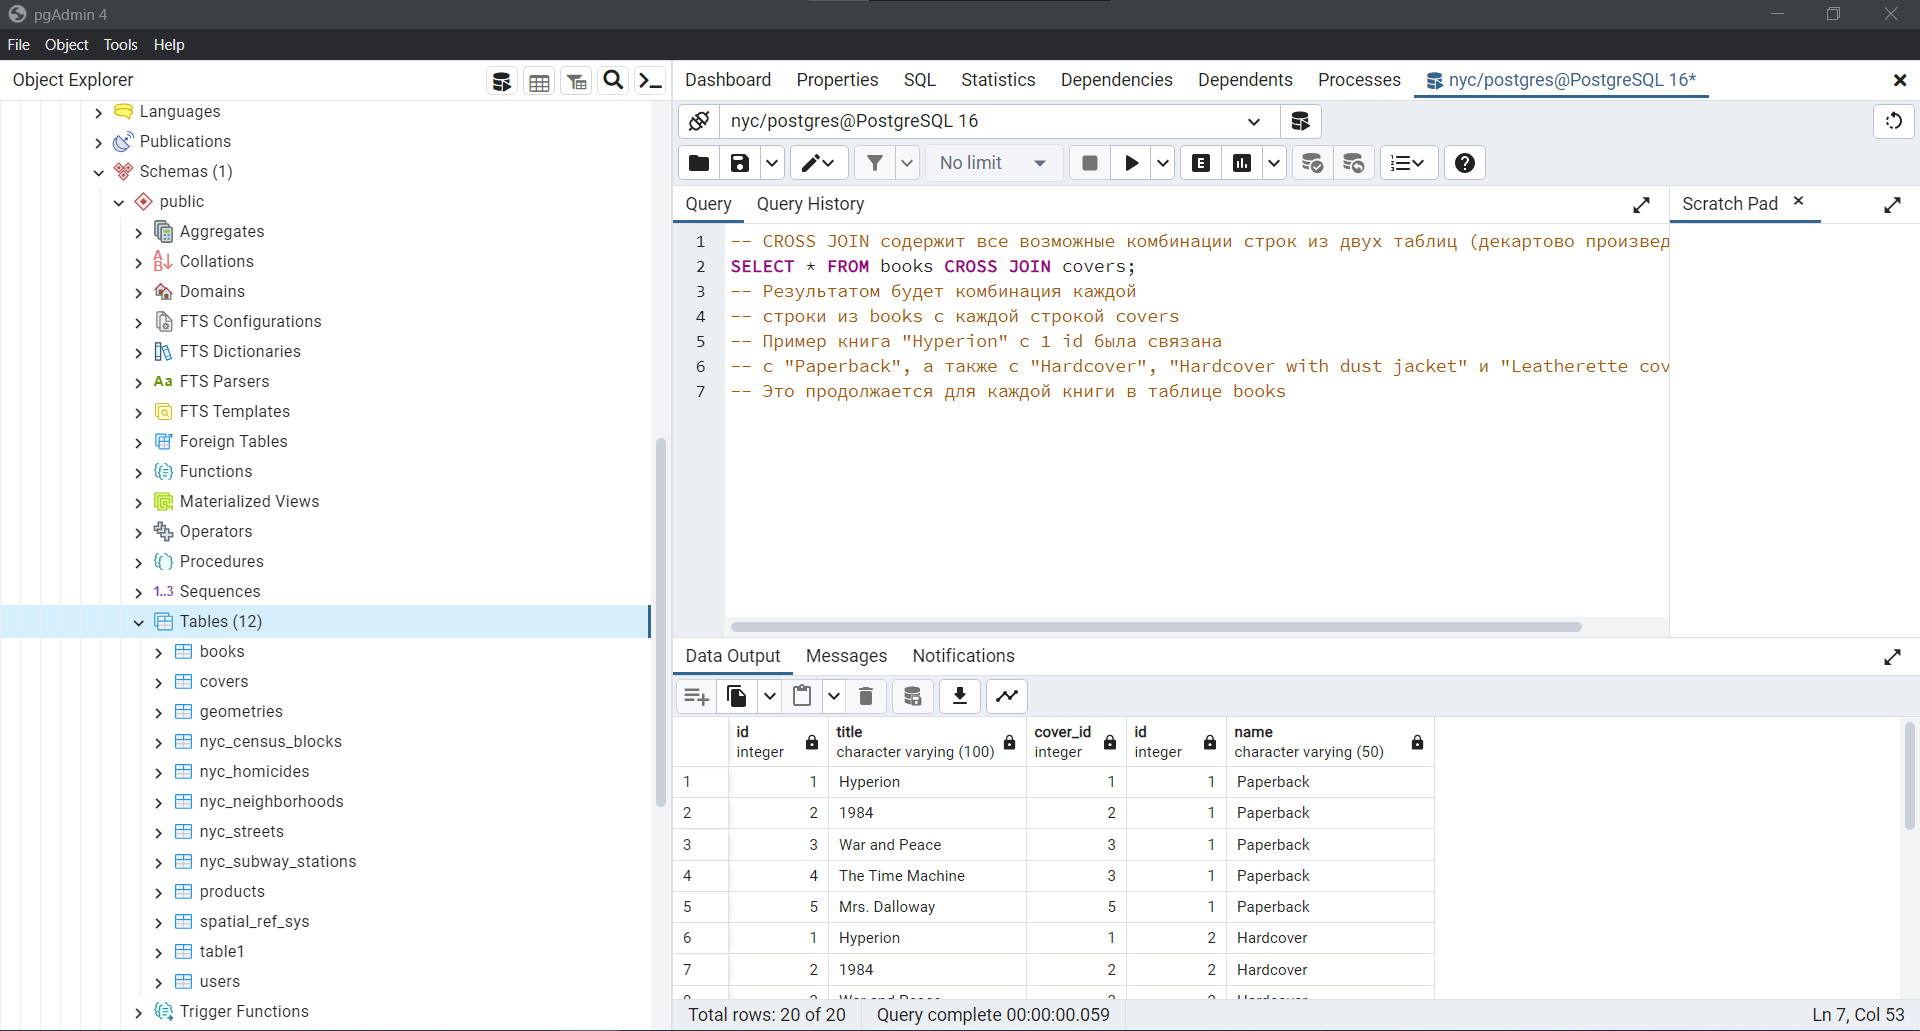 pgAdmin 4
File Object Tools Help
Object Explorer
Languages
Publications
Schemas (1)
public
Aggregates
Collations
Domains
FTS Configurations
FTS Dictionaries
Aa FTS Parsers
FTS Templates
Foreign Tables
Functions
Materialized Views
Operators
Procedures
1..3 Sequences
Tables (12)
books
covers
geometries
nyc_census_blocks
nyc_homicides
nyc_neighborhoods
nyc_streets
nyc_subway_stations
products
spatial_ref_sys
table1
users
Trigger Functions
Dashboard Properties SQL Statistics Dependencies Dependents Processes nyc/postgres@PostgreSQL 16*
nyc/postgres@PostgreSQL 16
No limit
E
Query Query History
Scratch Pad
1 -- CROSS JOIN содержит все возможные комбинации строк из двух таблиц (декартово произвед
2 SELECT * FROM books CROSS JOIN covers;
3 -- Результатом будет комбинация каждой
4 -- строки из books с каждой строкой covers
5 -- Пример книга "Hyperion" с 1 id была связана
6 -- с "Paperback", а также с "Hardcover", "Hardcover with dust jacket" и "Leatherette cov
7 -- Это продолжается для каждой книги в таблице books
Data Output Messages Notifications
id title cover_id id name
integer character varying (100) integer integer character varying (50)
1 1 Hyperion 1 1 Paperback
2 2 1984 2 1 Paperback
3 3 War and Peace 3 1 Paperback
4 4 The Time Machine 3 1 Paperback
5 5 Mrs. Dalloway 5 1 Paperback
6 1 Hyperion 1 2 Hardcover
7 2 1984 2 2 Hardcover
8 3 War and Peace 3 2 Hardcover
Total rows: 20 of 20 Query complete 00:00:00.059 Ln 7, Col 53